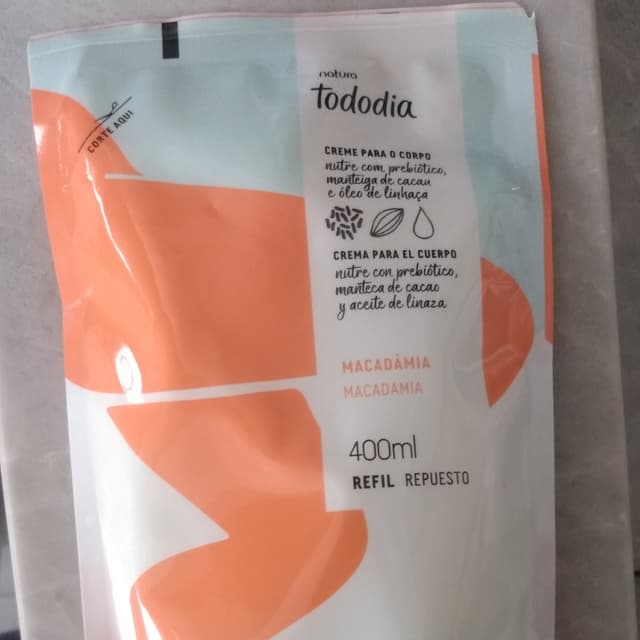 natura
Tododia
CORTE AQUI
CREME PARA O CORPO
nutre com prebiótico,
manteiga de cacau
e óleo de linhaça
CREMA PARA EL CUERPO
nutre con prebiótico,
manteca de cacao
y aceite de linaza
MACADÂMIA
MACADAMIA
400ml
REFIL REPUESTO